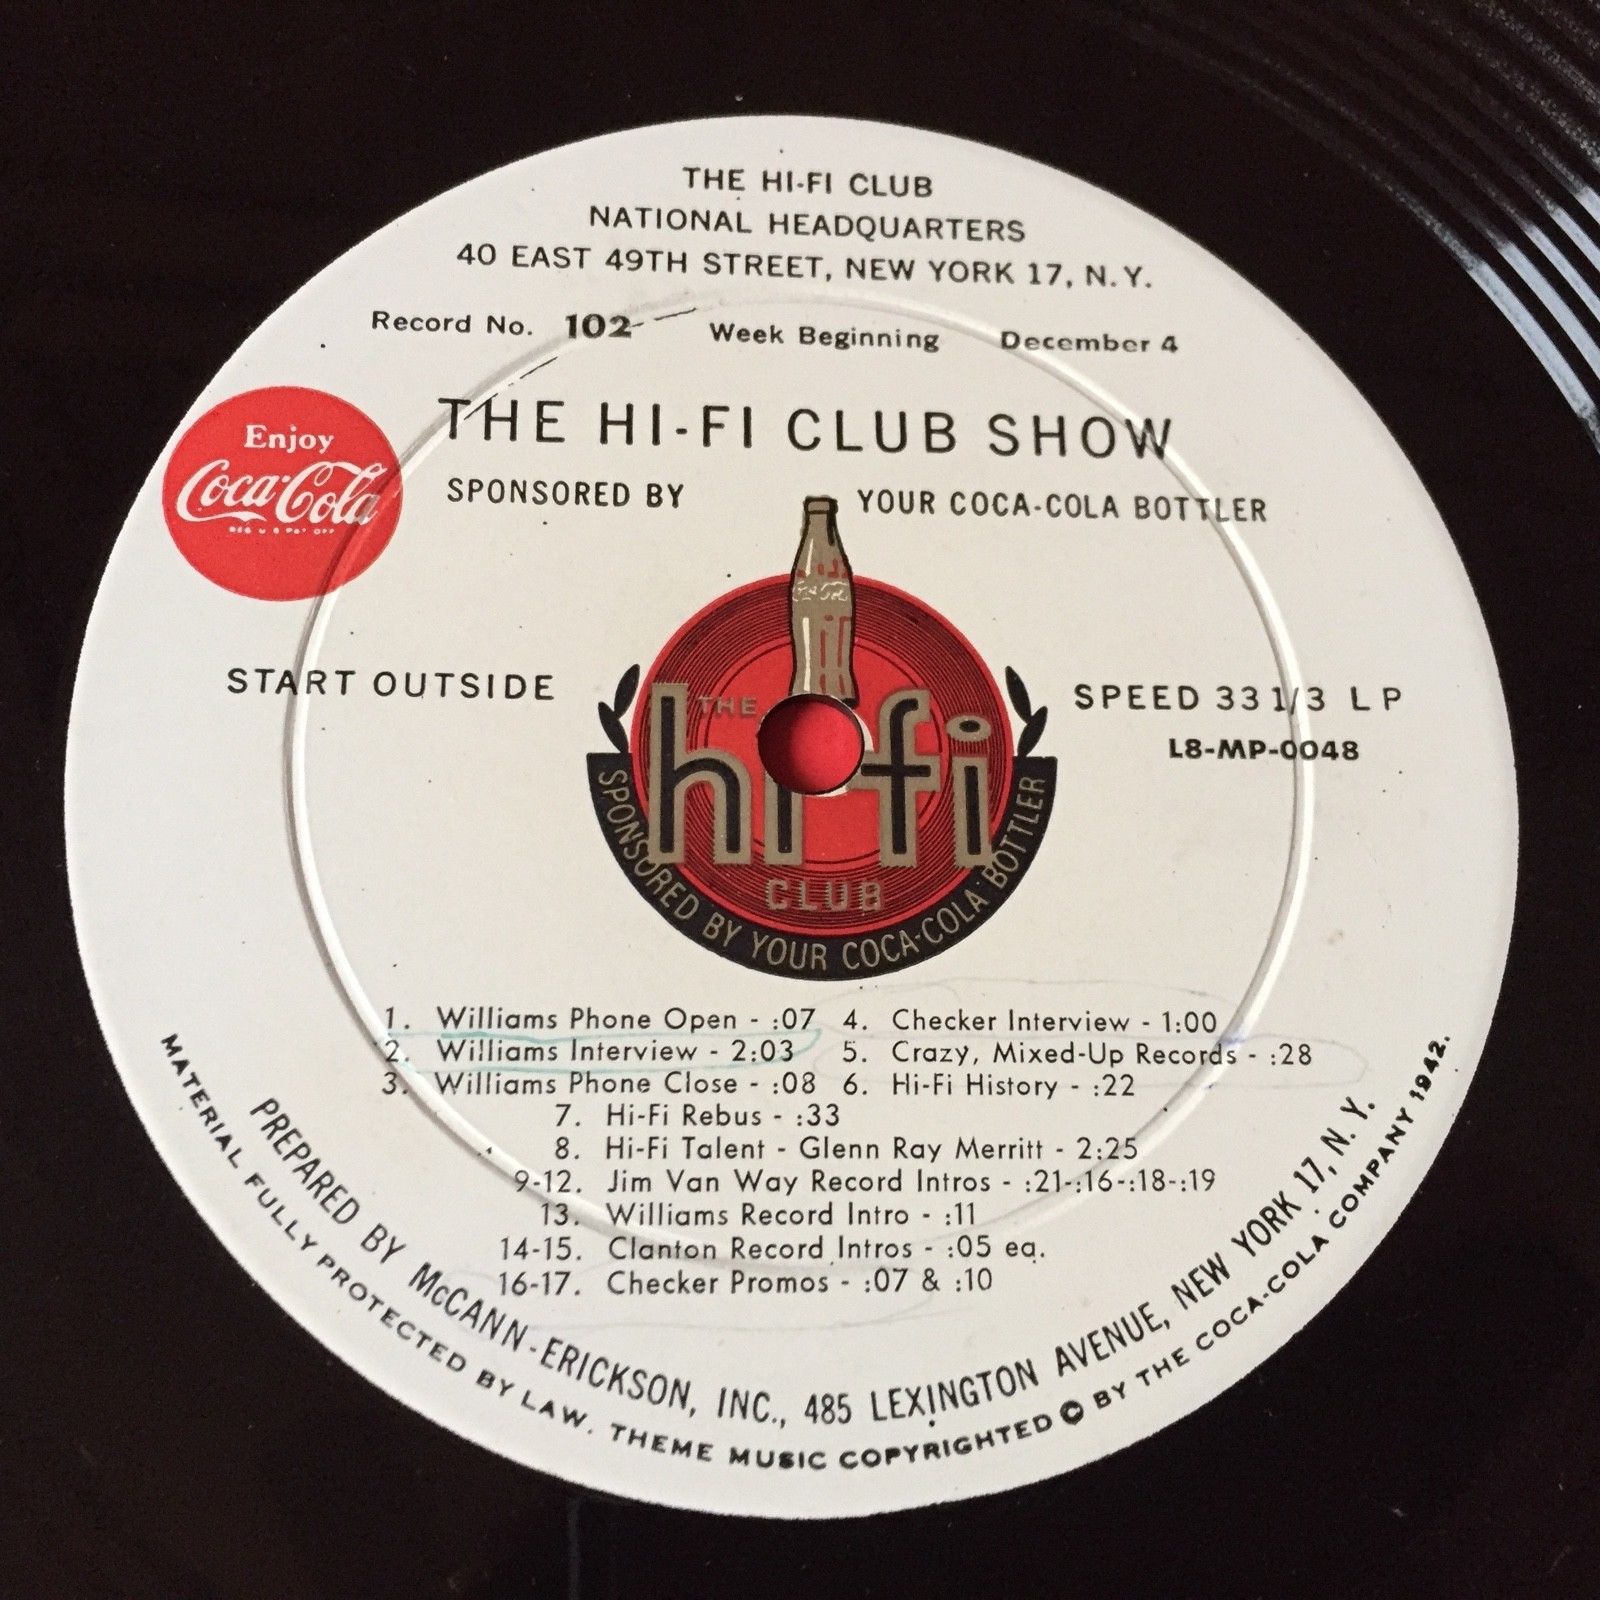 THE HI-FI CLUB
NATIONAL HEADQUARTERS
40 EAST 49TH STREET, NEW YORK 17, N.Y.
Record No. 102 Week Beginning December 4
THE HI-FI CLUB SHOW
Enjoy
Coca-Cola
SPONSORED BY YOUR COCA-COLA BOTTLER
START OUTSIDE
SPEED 33 1/3 LP
L8-MP-0048
THE
hi-fi
CLUB
SPONSORED BY YOUR COCA-COLA BOTTLER
1. Williams Phone Open - :07
2. Williams Interview - 2:03
3. Williams Phone Close - :08
4. Checker Interview - 1:00
5. Crazy, Mixed-Up Records - :28
6. Hi-Fi History - :22
7. Hi-Fi Rebus - :33
8. Hi-Fi Talent - Glenn Ray Merritt - 2:25
9-12. Jim Van Way Record Intros - :21-:16-:18-:19
13. Williams Record Intro - :11
14-15. Clanton Record Intros - :05 ea.
16-17. Checker Promos - :07 & :10
PREPARED BY McCANN-ERICKSON, INC., 485 LEXINGTON AVENUE, NEW YORK 17, N. Y.
MATERIAL FULLY PROTECTED BY LAW. THEME MUSIC COPYRIGHTED © BY THE COCA-COLA COMPANY 1942.